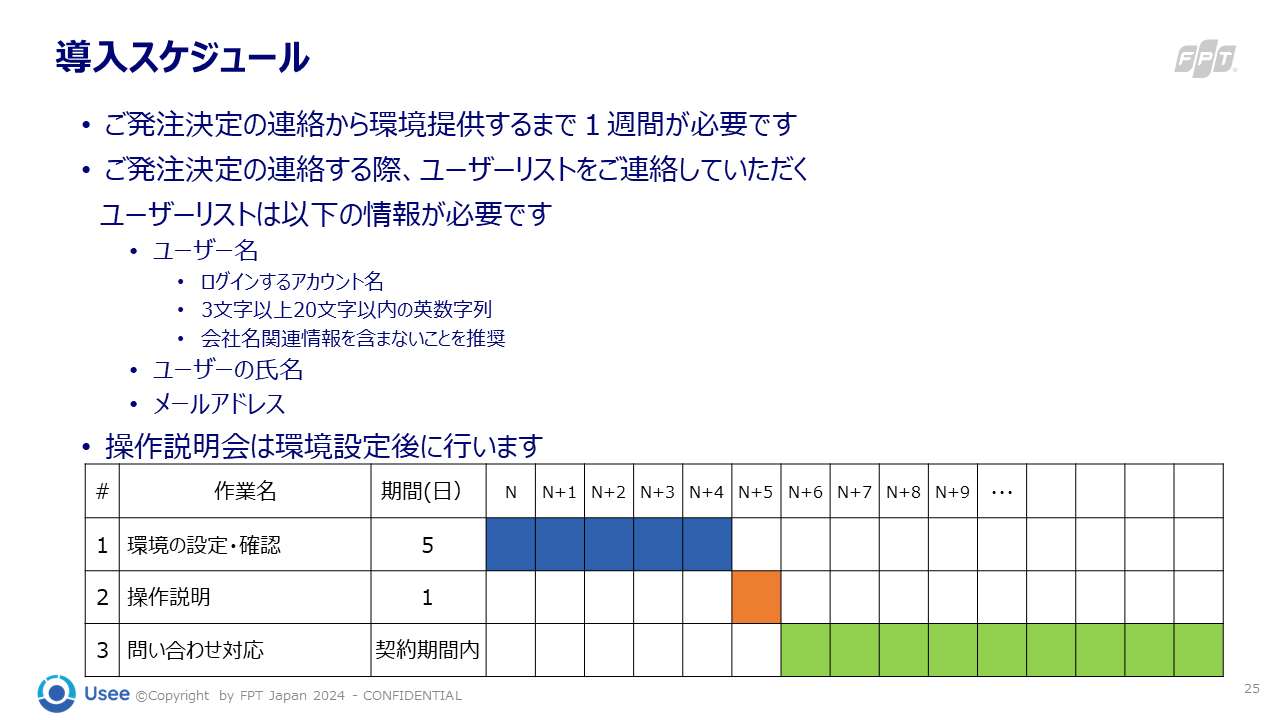 導入スケジュール
FPT
• ご発注決定の連絡から環境提供するまで１週間が必要です
• ご発注決定の連絡する際、ユーザーリストをご連絡していただく
ユーザーリストは以下の情報が必要です
• ユーザー名
• ログインするアカウント名
• 3文字以上20文字以内の英数字列
• 会社名関連情報を含まないことを推奨
• ユーザーの氏名
• メールアドレス
• 操作説明会は環境設定後に行います
# 作業名 期間(日） N N+1 N+2 N+3 N+4 N+5 N+6 N+7 N+8 N+9 ･･･
1 環境の設定・確認 5
2 操作説明 1
3 問い合わせ対応 契約期間内
Usee ©Copyright by FPT Japan 2024 - CONFIDENTIAL
25